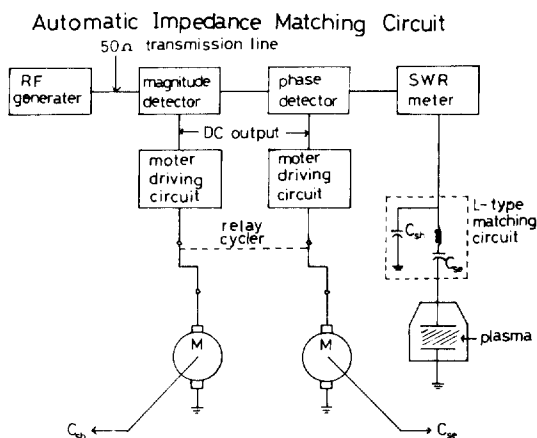 Automatic Impedance Matching Circuit
50Ω transmission line
RF
generater
magnitude
detector
phase
detector
SWR
meter
DC output
moter
driving
circuit
moter
driving
circuit
L-type
matching
circuit
Csh
Cse
relay
cycler
plasma
M
M
Csh
Cse